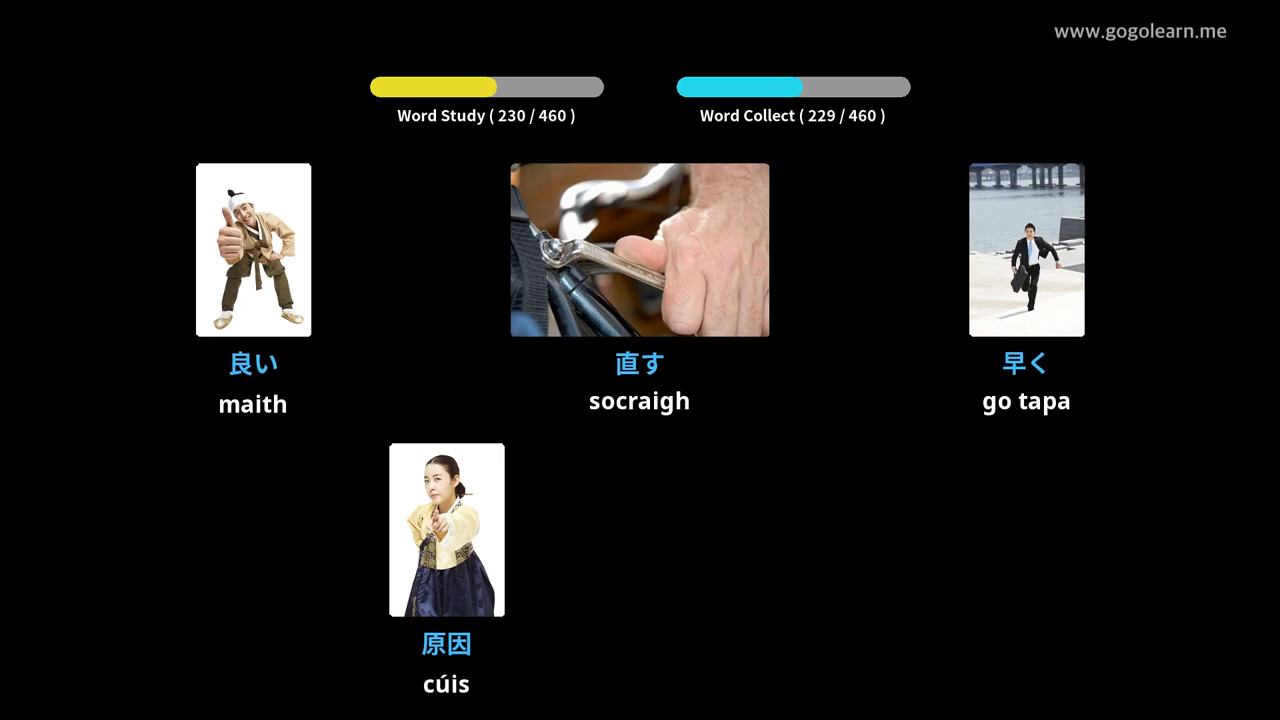 www.gogolearn.me
Word Study ( 230 / 460 )
Word Collect ( 229 / 460 )
良い
直す
早く
maith
socraigh
go tapa
原因
cúis